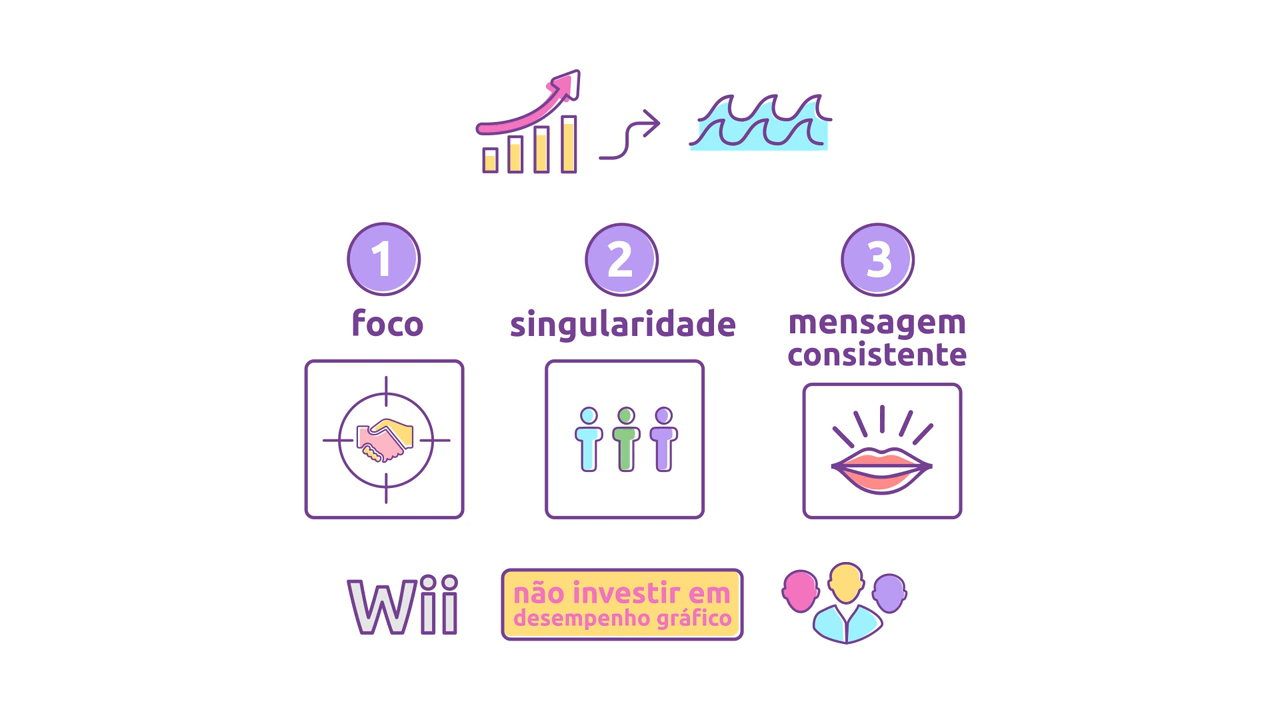 1
2
3
foco
singularidade
mensagem
consistente
Wii
não investir em
desempenho gráfico